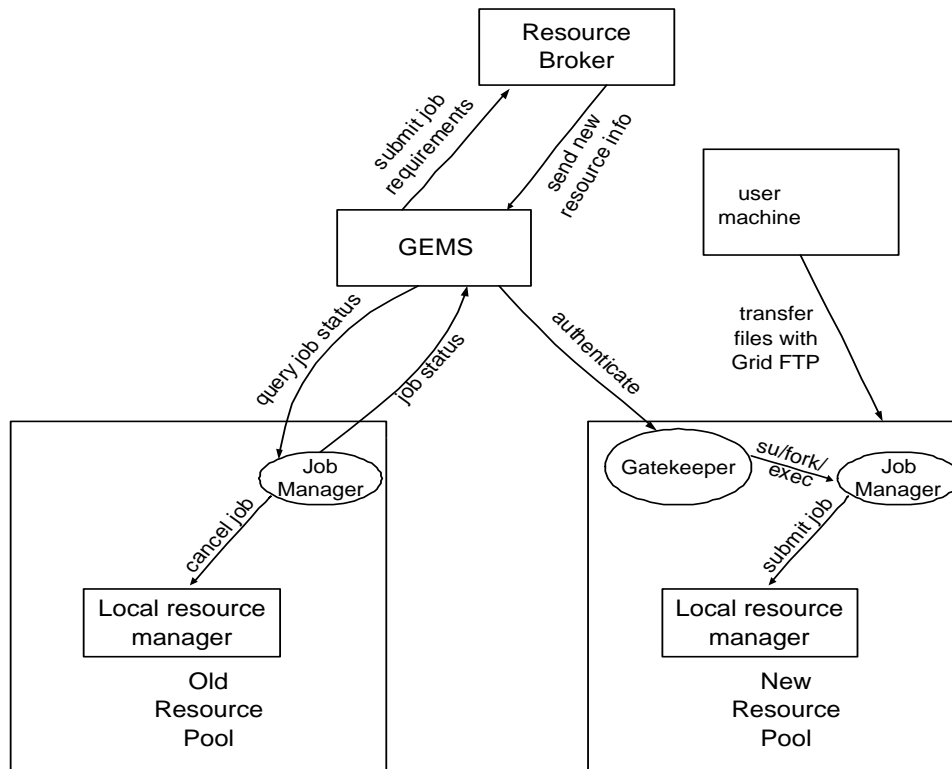 Resource
Broker
submit job
requirements
send new
resource info
user
machine
GEMS
query job status
job status
authenticate
transfer
files with
Grid FTP
Job
Manager
Gatekeeper
su/fork/
exec
Job
Manager
cancel job
submit job
Local resource
manager
Local resource
manager
Old
Resource
Pool
New
Resource
Pool